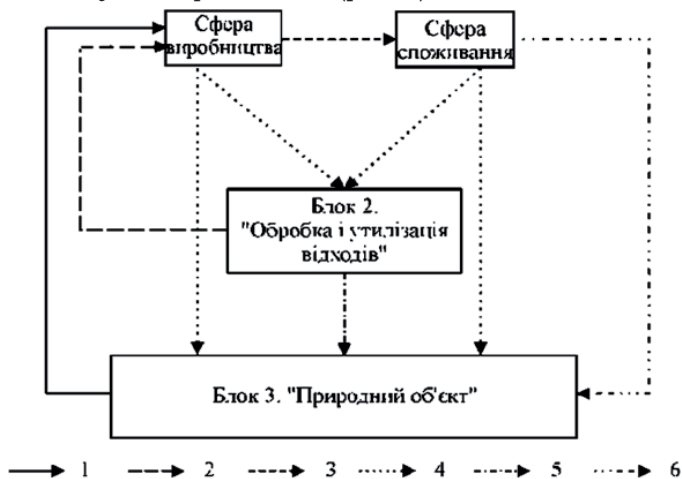 Сфера
виробництва
Сфера
споживання
Блок 2.
"Обробка і утилізація
відходів"
Блок 3. "Природний об'єкт"
1 2 3 4 5 6